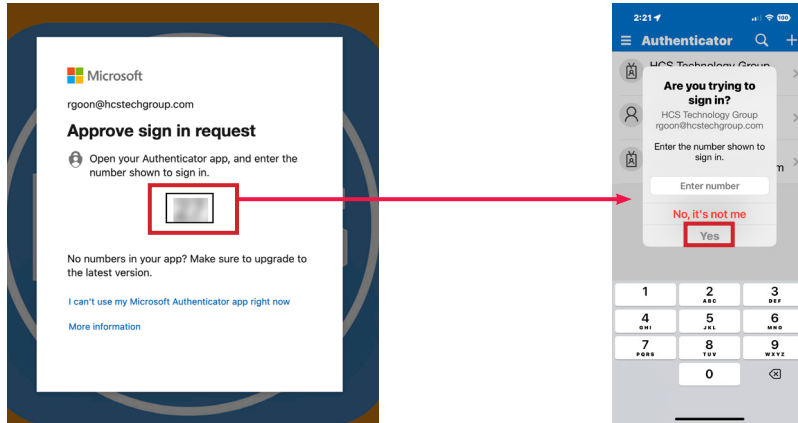 Microsoft
rgoon@hcstechgroup.com
Approve sign in request
Open your Authenticator app, and enter the
number shown to sign in.
No numbers in your app? Make sure to upgrade to
the latest version.
I can't use my Microsoft Authenticator app right now
More information
2:21
100
Authenticator
HCS Technology Group
Are you trying to
sign in?
HCS Technology Group
rgoon@hcstechgroup.com
Enter the number shown to
sign in.
m
Enter number
No, it's not me
Yes
1
2
ABC
3
DEF
4
GHI
5
JKL
6
MNO
7
PQRS
8
TUV
9
WXYZ
0